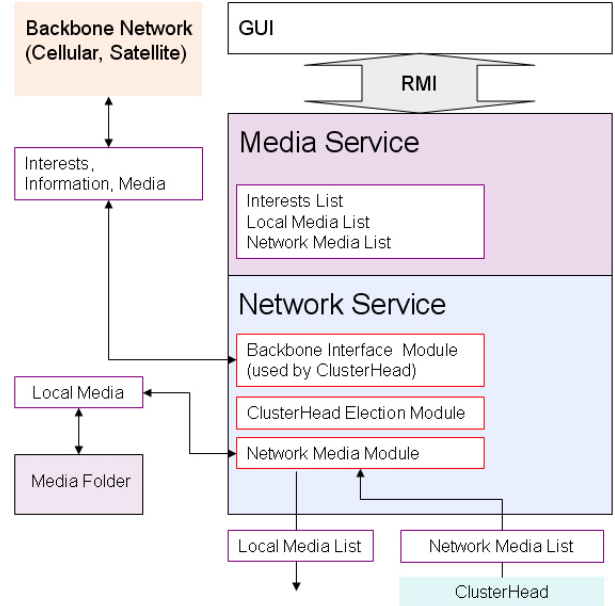 Backbone Network
(Cellular, Satellite)
GUI
RMI
Media Service
Interests,
Information, Media
Interests List
Local Media List
Network Media List
Network Service
Backbone Interface Module
(used by ClusterHead)
Local Media
ClusterHead Election Module
Network Media Module
Media Folder
Local Media List
Network Media List
ClusterHead